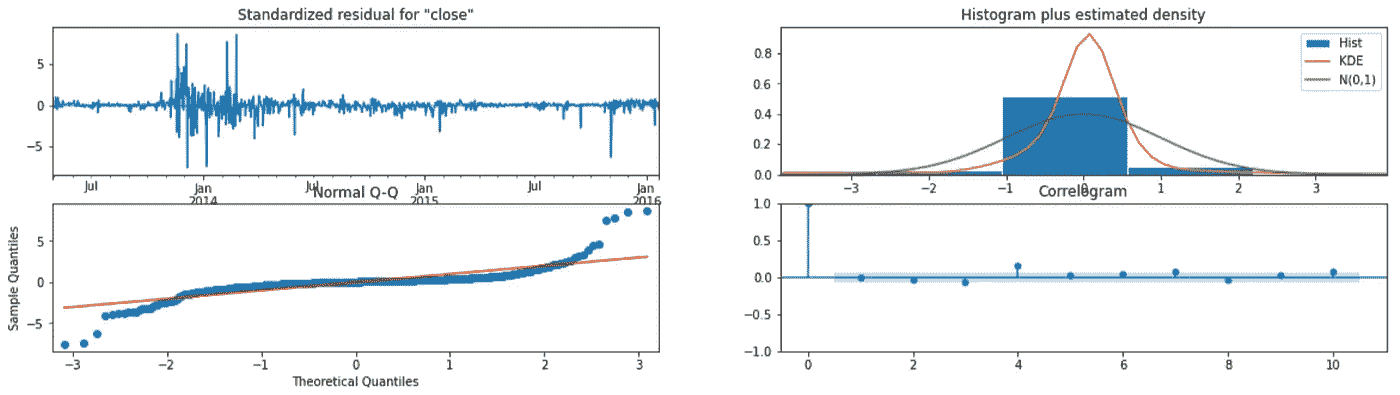 Standardized residual for "close"
5
0
−5
Jul
Jan
2014
Jul
Jan
2015
Jul
Jan
2016
Histogram plus estimated density
0.8
0.6
0.4
0.2
0.0
Hist
KDE
N(0,1)
−3
−2
−1
0
1
2
3
Normal Q-Q
Sample Quantiles
5
0
−5
−3
−2
−1
0
1
2
3
Theoretical Quantiles
Correlogram
1.0
0.5
0.0
−0.5
−1.0
0
2
4
6
8
10